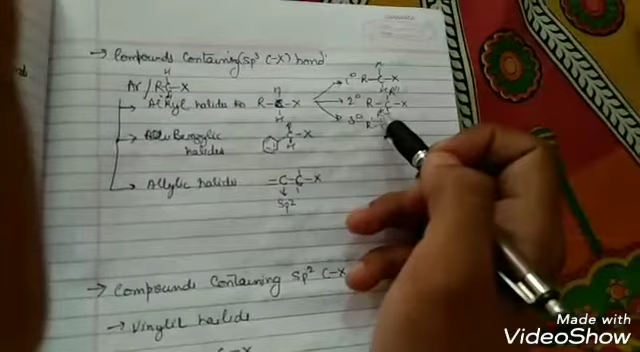 → Compounds Containing (sp³ C-X) bond
H
Ar / R-C-X
H
Alkyl halide R-C-X
H
1° R-C-X
H
2° R-C-X
3° R
Benzylic halides
C-X
H
Allylic halide =C-C-X
Sp²
→ Compounds Containing Sp² C-X
→ Vinylic halide
C-X
Made with
VideoShow